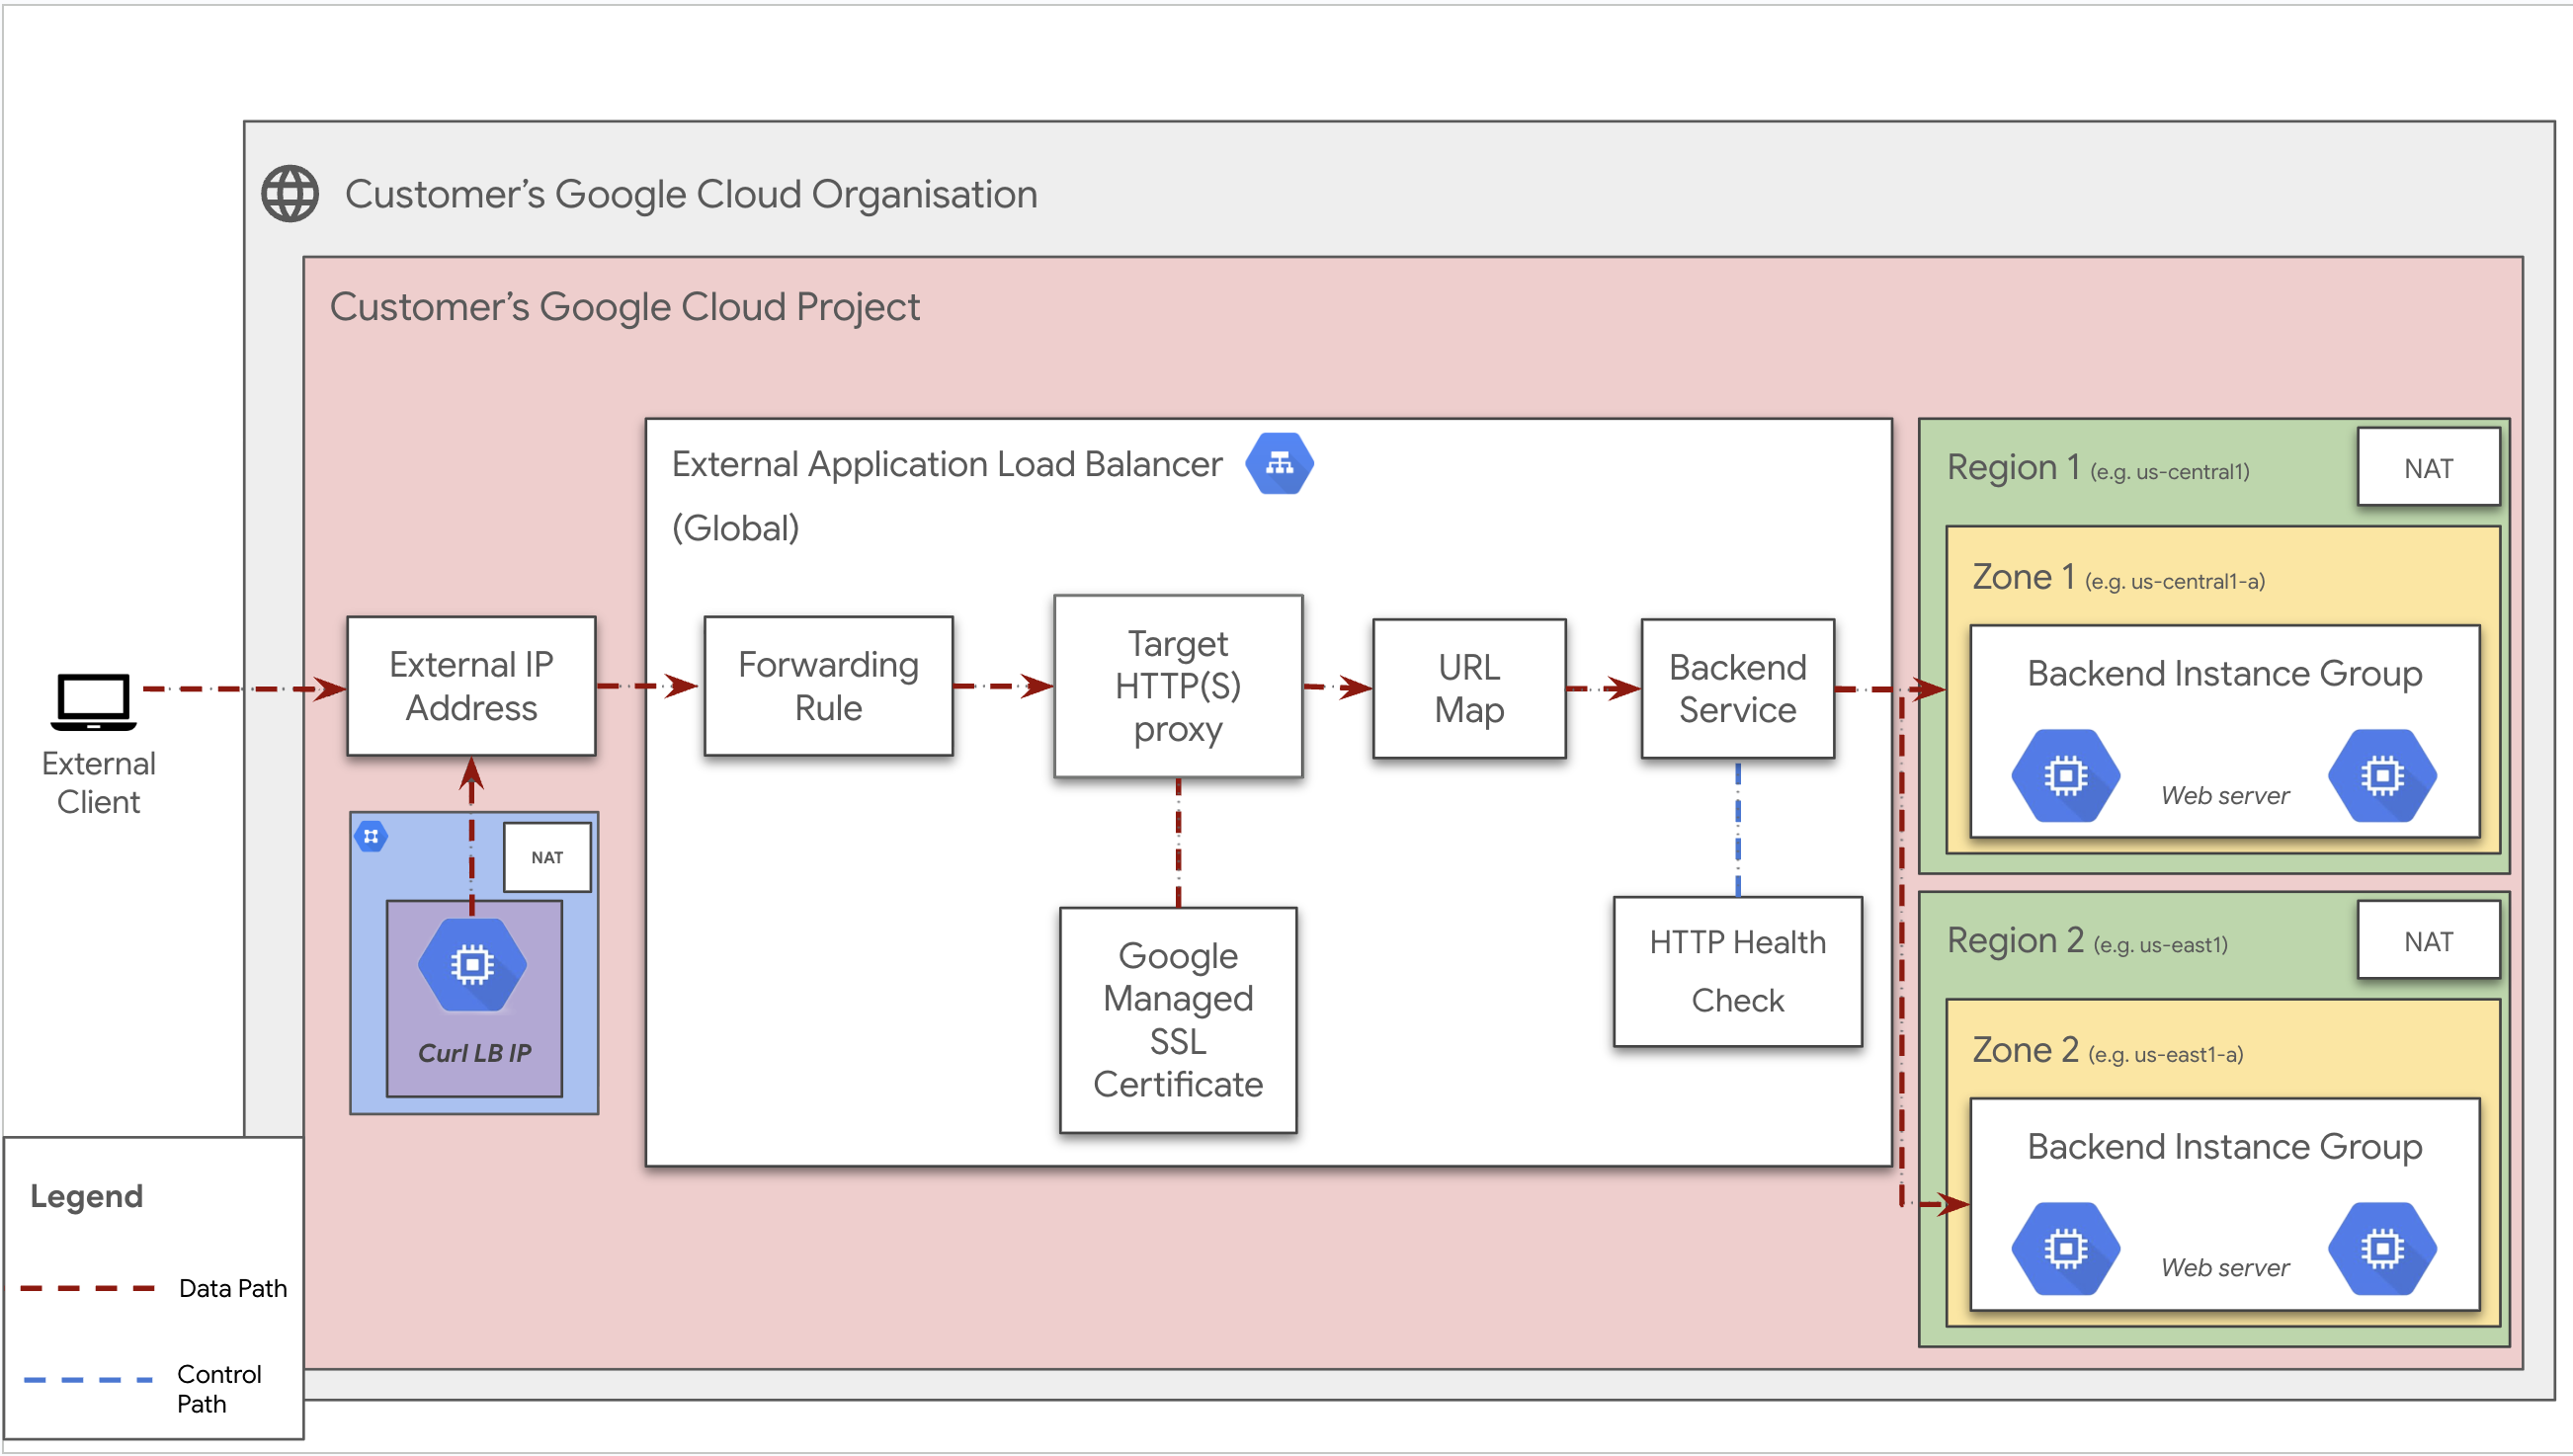 Customer’s Google Cloud Organisation
Customer’s Google Cloud Project
External Application Load Balancer
(Global)
External
Client
External IP
Address
NAT
Curl LB IP
Forwarding
Rule
Target
HTTP(S)
proxy
URL
Map
Backend
Service
Google
Managed
SSL
Certificate
HTTP Health
Check
Region 1 (e.g. us-central1)
NAT
Zone 1 (e.g. us-central1-a)
Backend Instance Group
Web server
Region 2 (e.g. us-east1)
NAT
Zone 2 (e.g. us-east1-a)
Backend Instance Group
Web server
Legend
Data Path
Control
Path